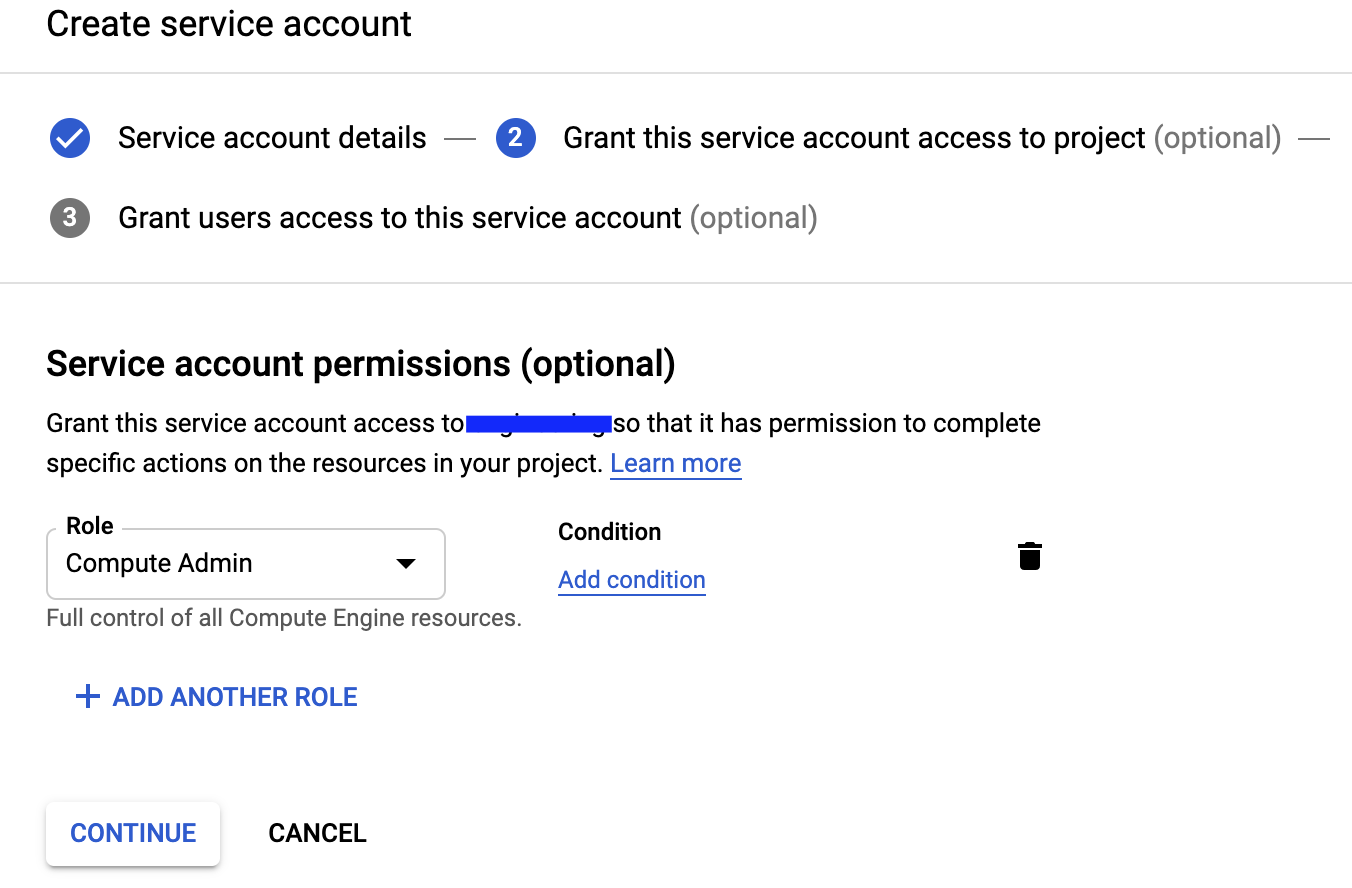 Create service account
Service account details
2 Grant this service account access to project (optional)
3 Grant users access to this service account (optional)
Service account permissions (optional)
Grant this service account access to so that it has permission to complete
specific actions on the resources in your project. Learn more
Role
Compute Admin
Condition
Add condition
Full control of all Compute Engine resources.
+ ADD ANOTHER ROLE
CONTINUE CANCEL